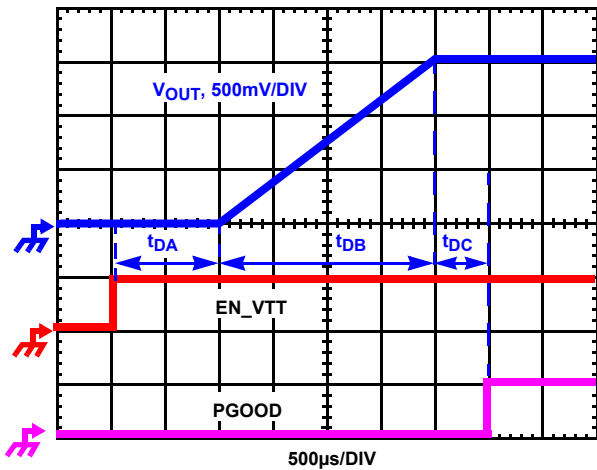 VOUT, 500mV/DIV
tDA
tDB
tDC
EN_VTT
PGOOD
500µs/DIV